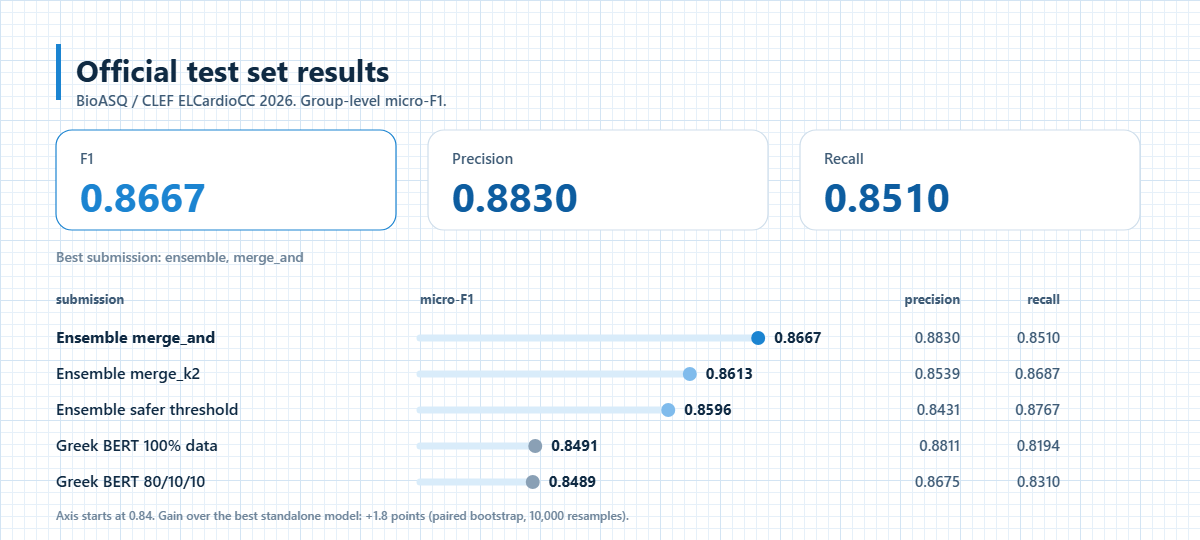 Official test set results
BioASQ / CLEF ELCardioCC 2026. Group-level micro-F1.
F1 Precision Recall
0.8667 0.8830 0.8510
Best submission: ensemble, merge_and
submission micro-F1 precision recall
Ensemble merge_and 0.8667 0.8830 0.8510
Ensemble merge_k2 0.8613 0.8539 0.8687
Ensemble safer threshold 0.8596 0.8431 0.8767
Greek BERT 100% data 0.8491 0.8811 0.8194
Greek BERT 80/10/10 0.8489 0.8675 0.8310
Axis starts at 0.84. Gain over the best standalone model: +1.8 points (paired bootstrap, 10,000 resamples).